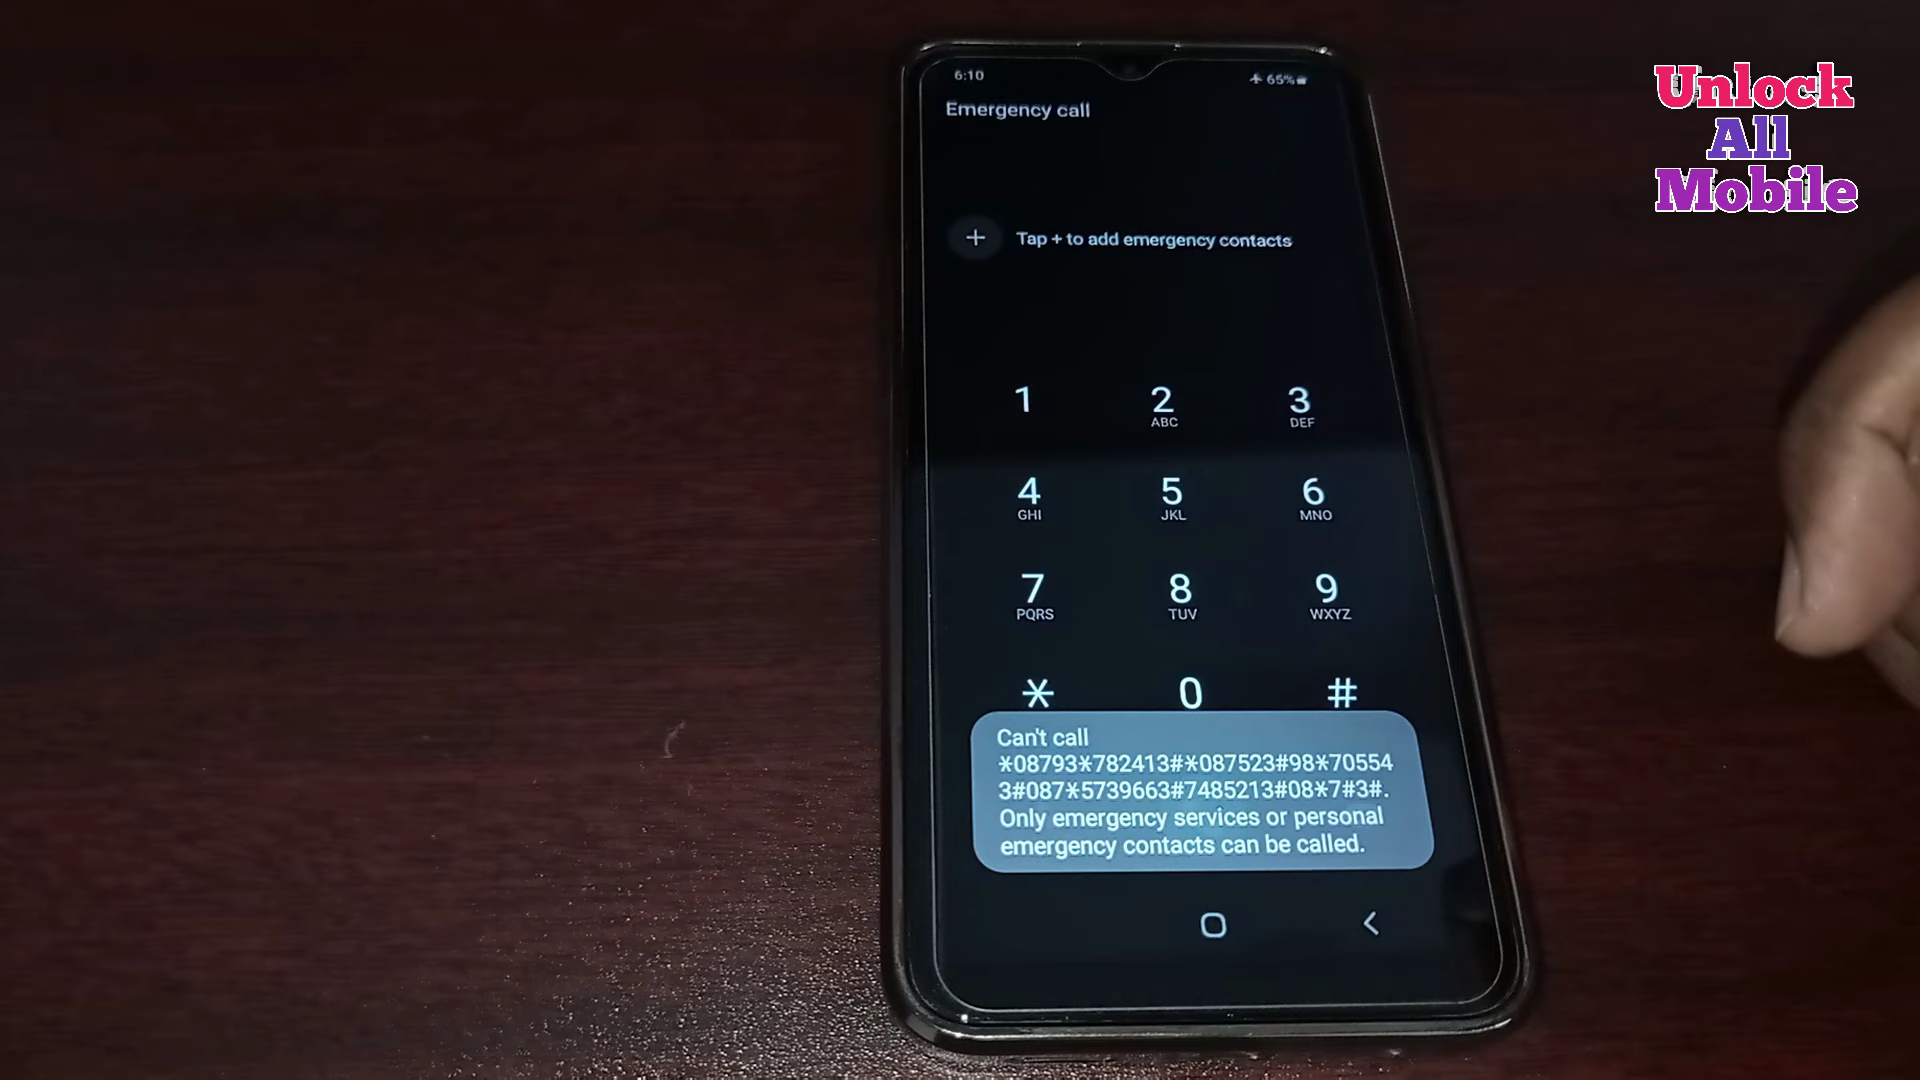 6:10
65%
Emergency call
+ Tap + to add emergency contacts
1
2 ABC
3 DEF
4 GHI
5 JKL
6 MNO
7 PQRS
8 TUV
9 WXYZ
*
0
#
Can't call
*08793*782413#*087523#98*70554
3#087*5739663#7485213#08*7#3#.
Only emergency services or personal
emergency contacts can be called.
Unlock
All
Mobile